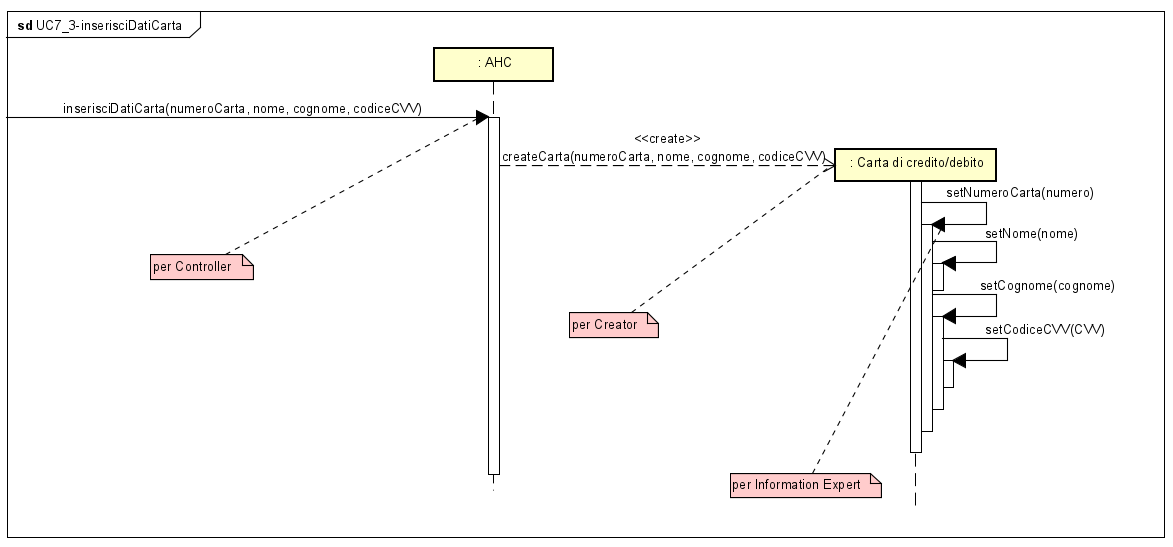 sd UC7_3-inserisciDatiCarta
: AHC
inserisciDatiCarta(numeroCarta, nome, cognome, codiceCVV)
<<create>>
createCarta(numeroCarta, nome, cognome, codiceCVV)
: Carta di credito/debito
setNumeroCarta(numero)
setNome(nome)
per Controller
setCognome(cognome)
per Creator
setCodiceCVV(CVV)
per Information Expert